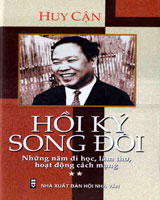 HUY CẬN
HỒI KÝ
SONG ĐÔI
Những năm đi học, làm thơ,
hoạt động cách mạng
★★
NHÀ XUẤT BẢN HỘI NHÀ VĂN